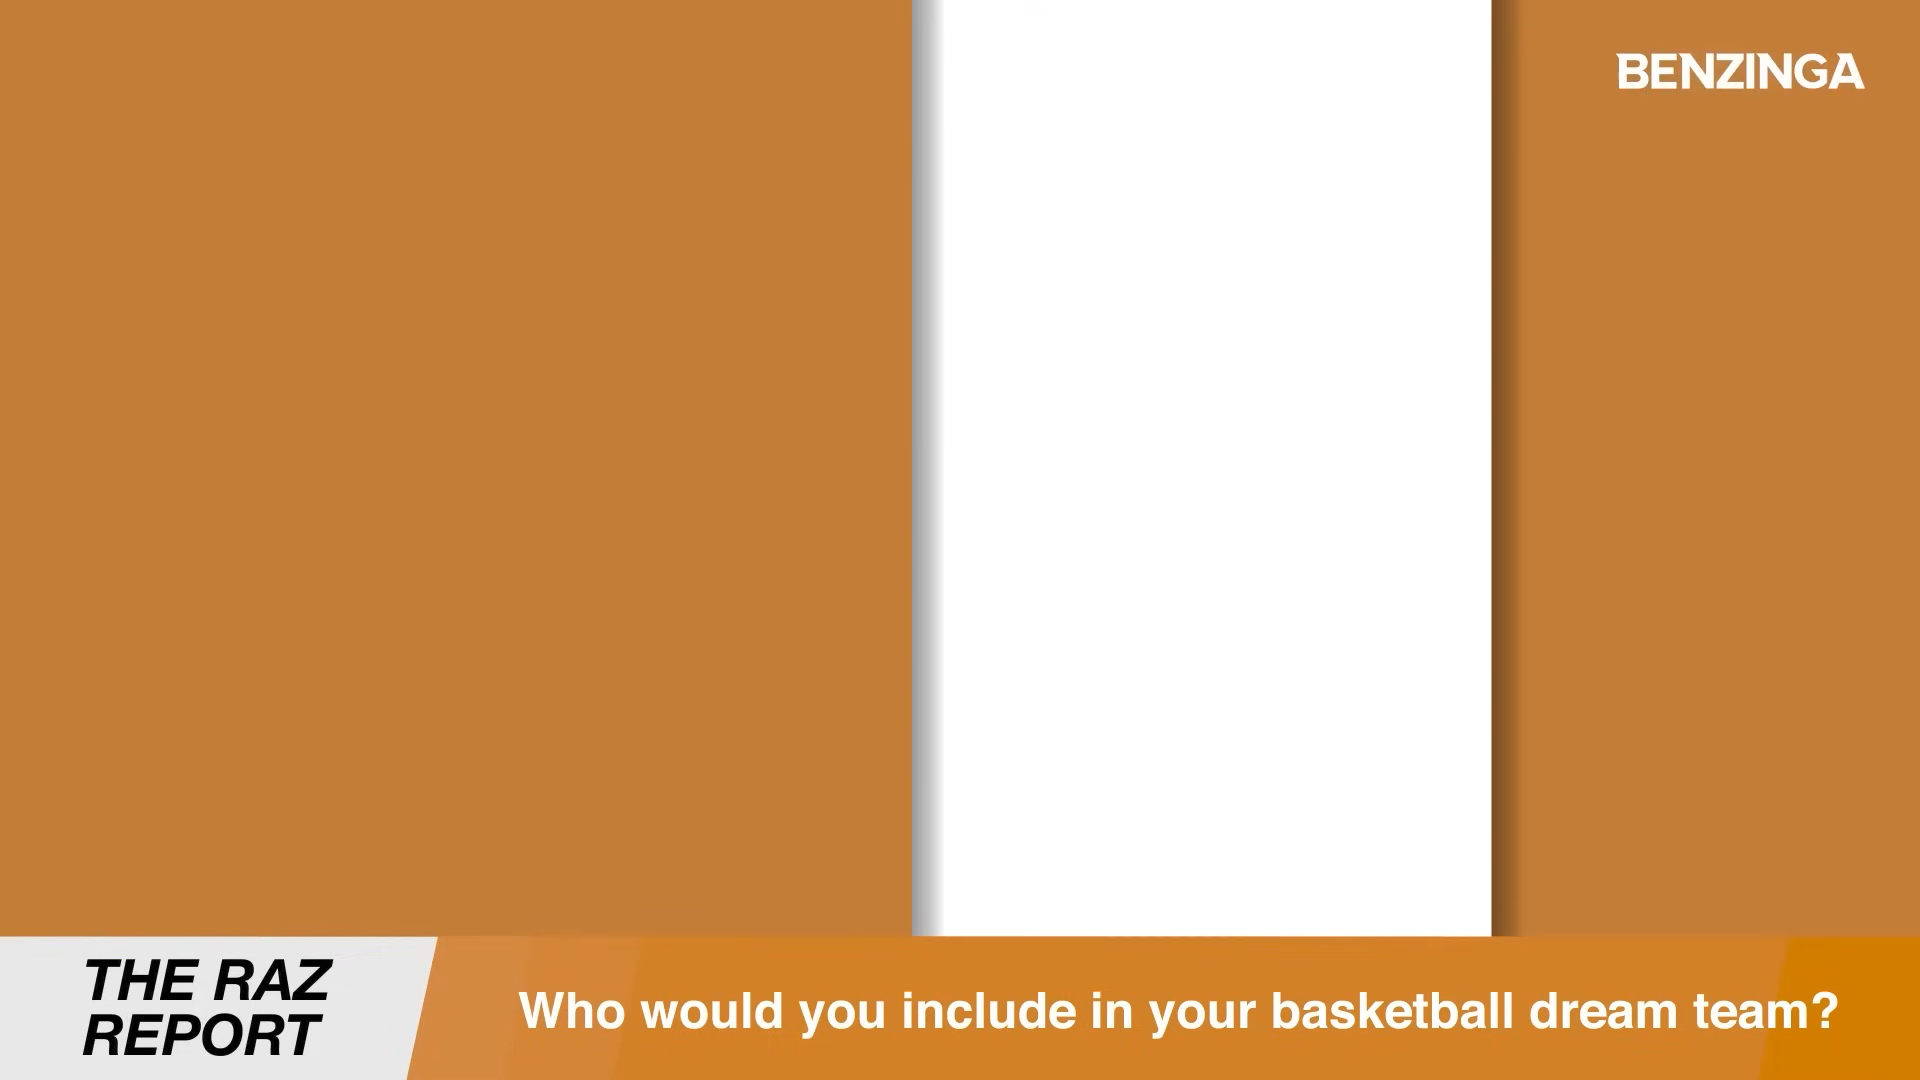 BENZINGA
THE RAZ
REPORT
Who would you include in your basketball dream team?